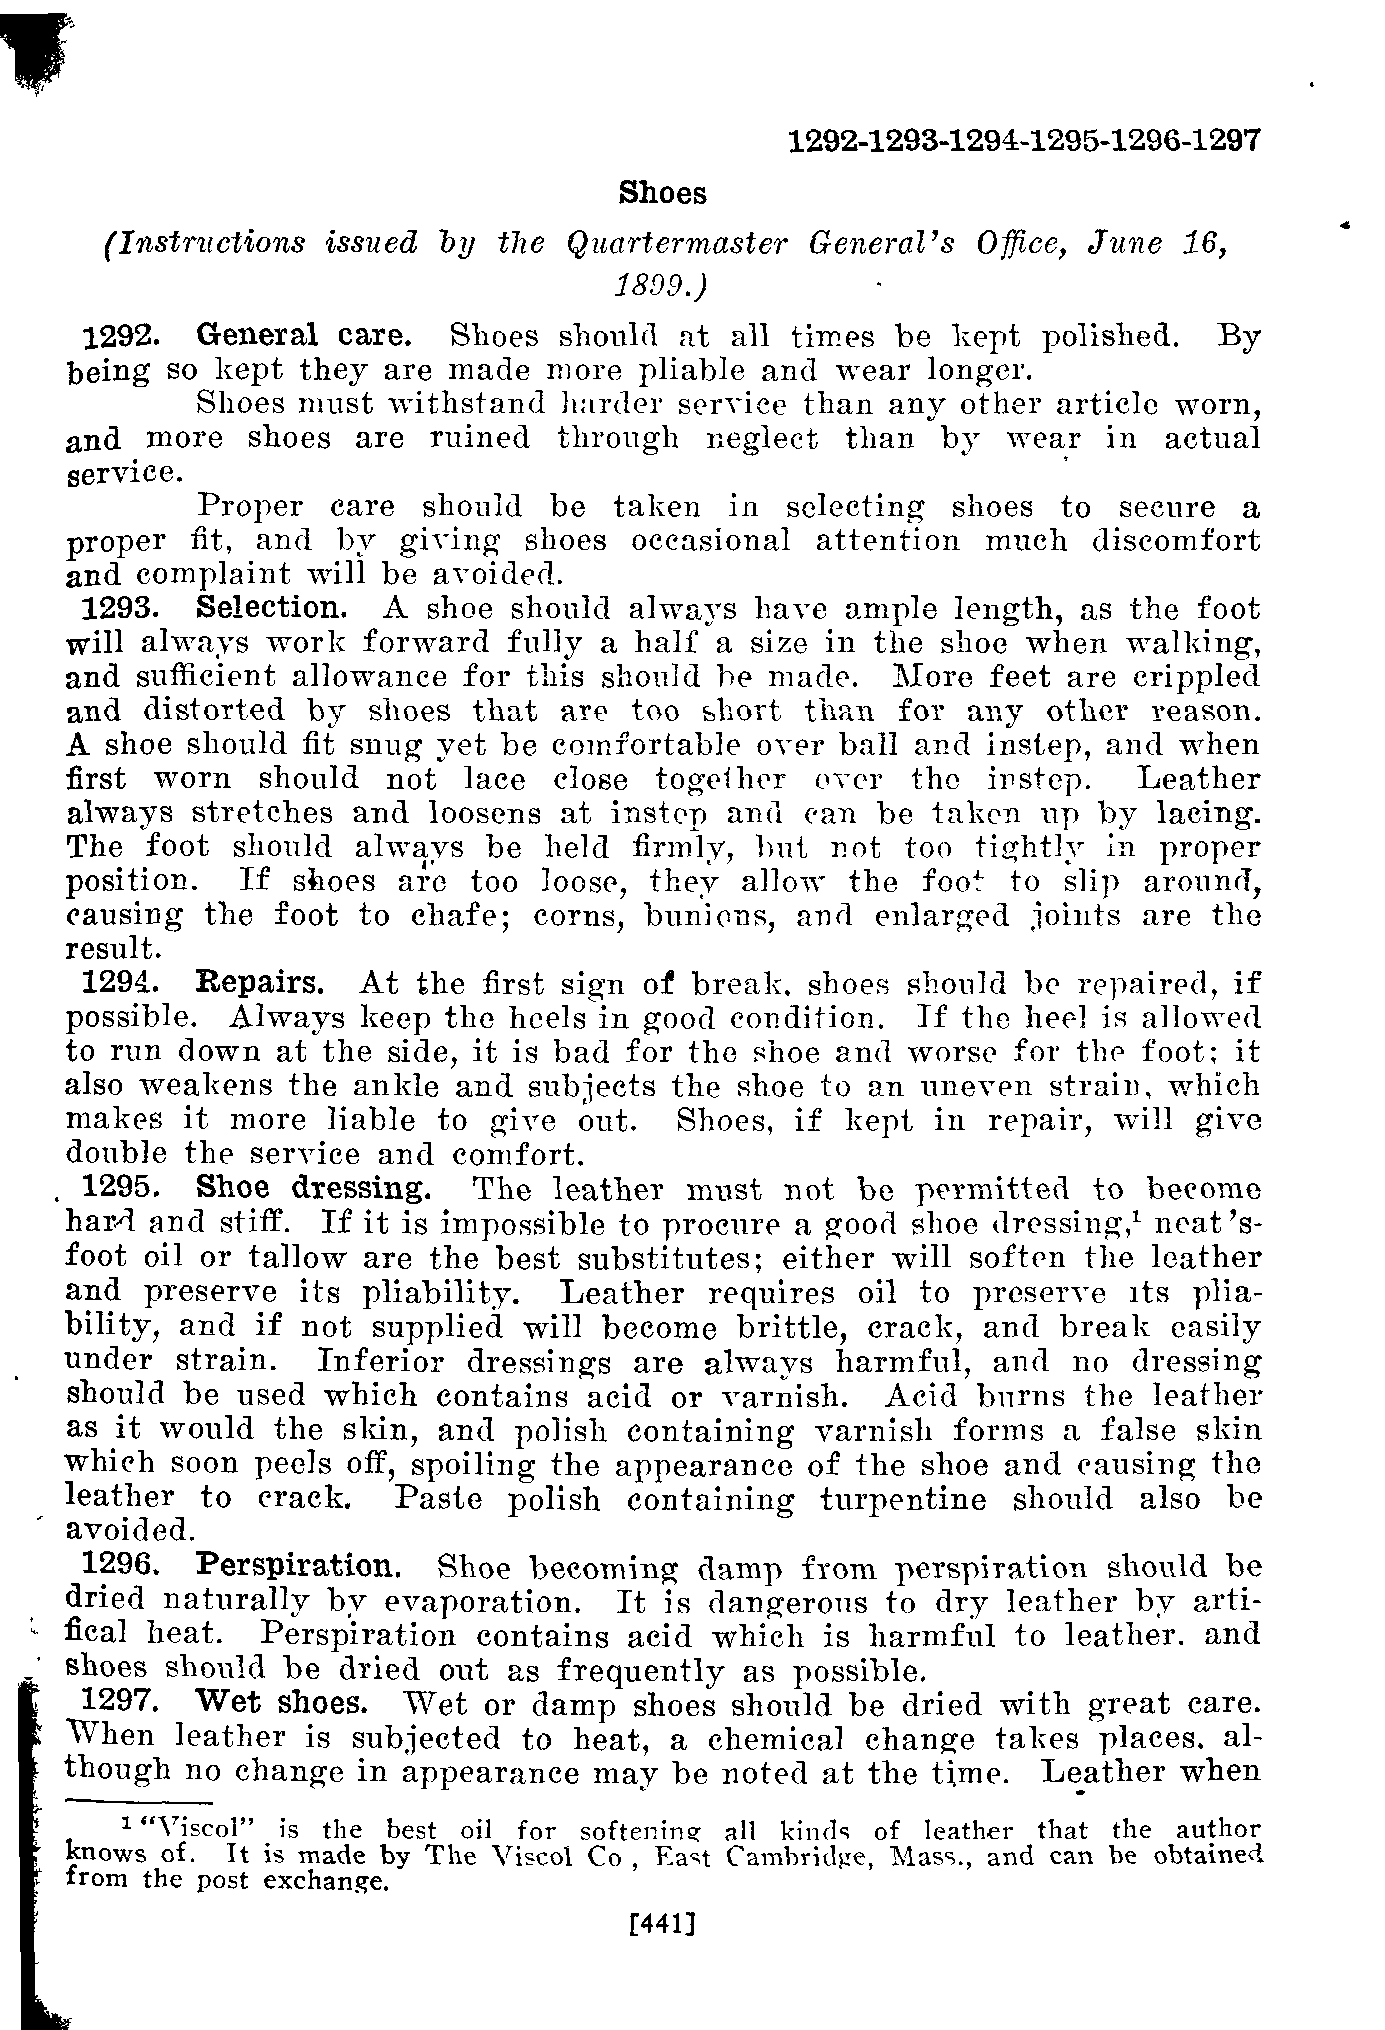 1292-1293-1294-1295-1296-1297
Shoes
(Instructions issued by the Quartermaster General's Office, June 16,
1899.)
1292. General care. Shoes should at all times be kept polished. By
being so kept they are made more pliable and wear longer.
Shoes must withstand harder service than any other article worn,
and more shoes are ruined through neglect than by wear in actual
service.
Proper care should be taken in selecting shoes to secure a
proper fit, and by giving shoes occasional attention much discomfort
and complaint will be avoided.
1293. Selection. A shoe should always have ample length, as the foot
will always work forward fully a half a size in the shoe when walking,
and sufficient allowance for this should be made. More feet are crippled
and distorted by shoes that are too short than for any other reason.
A shoe should fit snug yet be comfortable over ball and instep, and when
first worn should not lace close together over the instep. Leather
always stretches and loosens at instep and can be taken up by lacing.
The foot should always be held firmly, but not too tightly in proper
position. If shoes are too loose, they allow the foot to slip around,
causing the foot to chafe; corns, bunions, and enlarged joints are the
result.
1294. Repairs. At the first sign of break, shoes should be repaired, if
possible. Always keep the heels in good condition. If the heel is allowed
to run down at the side, it is bad for the shoe and worse for the foot; it
also weakens the ankle and subjects the shoe to an uneven strain, which
makes it more liable to give out. Shoes, if kept in repair, will give
double the service and comfort.
1295. Shoe dressing. The leather must not be permitted to become
hard and stiff. If it is impossible to procure a good shoe dressing,¹ neat's-
foot oil or tallow are the best substitutes; either will soften the leather
and preserve its pliability. Leather requires oil to preserve its plia-
bility, and if not supplied will become brittle, crack, and break easily
under strain. Inferior dressings are always harmful, and no dressing
should be used which contains acid or varnish. Acid burns the leather
as it would the skin, and polish containing varnish forms a false skin
which soon peels off, spoiling the appearance of the shoe and causing the
leather to crack. Paste polish containing turpentine should also be
avoided.
1296. Perspiration. Shoe becoming damp from perspiration should be
dried naturally by evaporation. It is dangerous to dry leather by arti-
fical heat. Perspiration contains acid which is harmful to leather, and
shoes should be dried out as frequently as possible.
1297. Wet shoes. Wet or damp shoes should be dried with great care.
When leather is subjected to heat, a chemical change takes places, al-
though no change in appearance may be noted at the time. Leather when
¹ "Viscol" is the best oil for softening all kinds of leather that the author
knows of. It is made by The Viscol Co., East Cambridge, Mass., and can be obtained
from the post exchange.
[441]